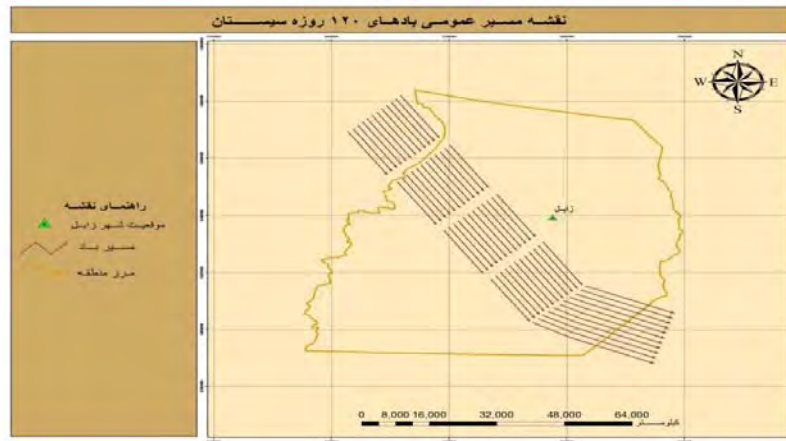 نقشه مسیر عمومی بادهای ۱۲۰ روزه سیستان
N
W E
S
زابل
راهنمای نقشه
موقعیت شهر زابل
مسیر باد
مرز منطقه
0 8,000 16,000 32,000 48,000 64,000
کیلومتر